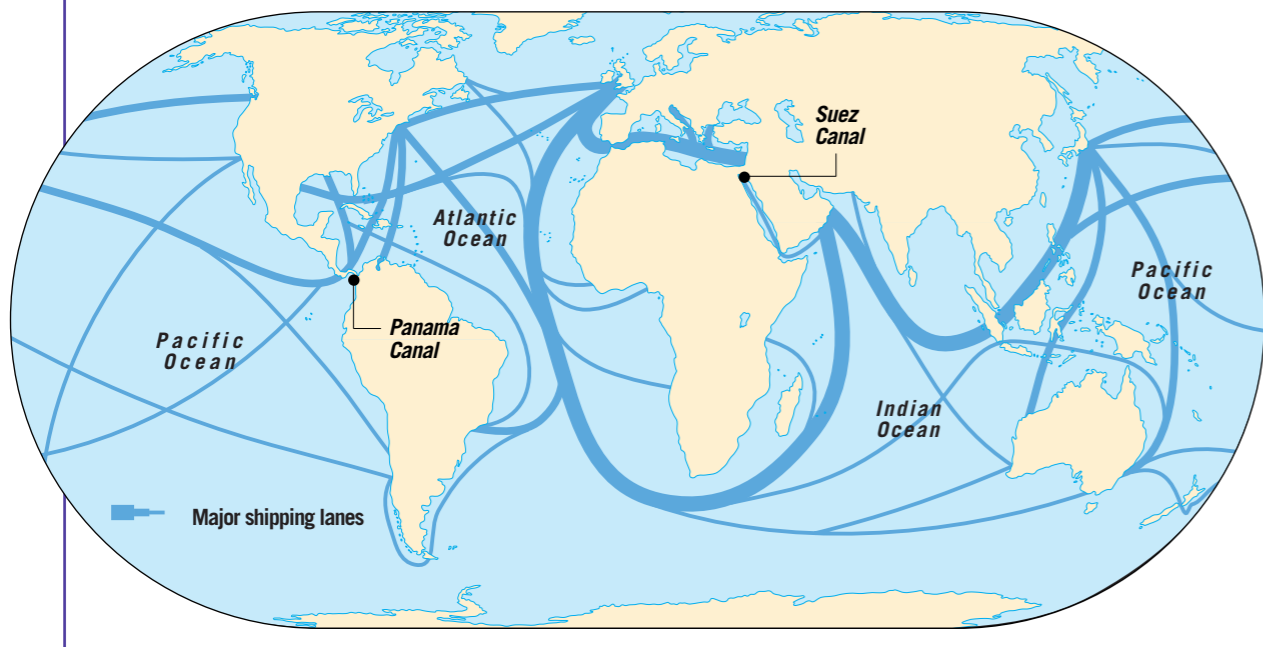 Suez
Canal
Atlantic
Ocean
Pacific
Ocean
Panama
Canal
Pacific
Ocean
Indian
Ocean
Major shipping lanes